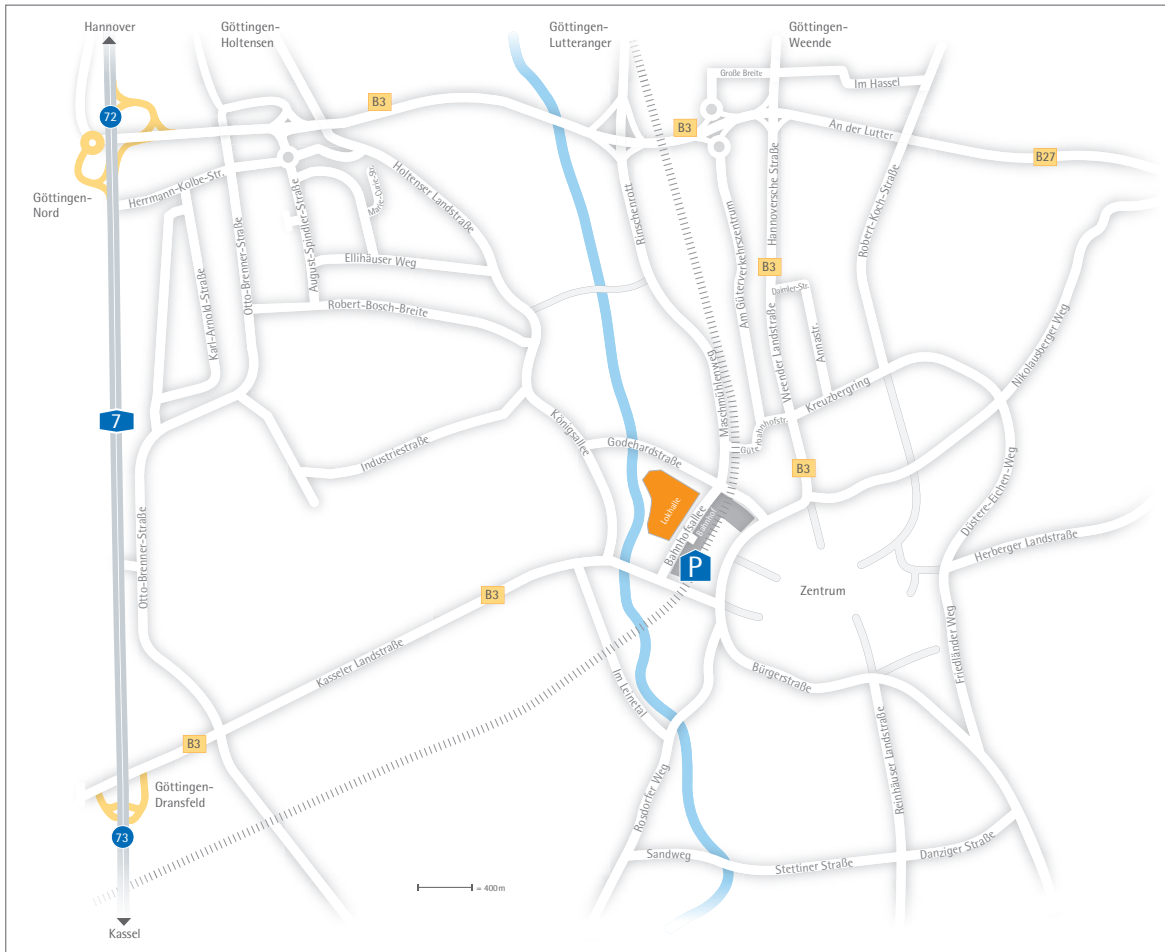 Hannover
Göttingen-
Holtensen
Göttingen-
Lutteranger
Göttingen-
Weende
Große Breite
Im Hassel
72
B3
B3
An der Lutter
B27
Göttingen-
Nord
Herrmann-Kolbe-Str.
Holtenser Landstraße
Rinschenrott
Hannoversche Straße
Robert-Koch-Straße
August-Spindler-Straße
Otto-Brenner-Straße
Karl-Arnold-Straße
Ellihäuser Weg
Robert-Bosch-Breite
Am Güterverkehrszentrum
B3
Daimler-Str.
Annastr.
Weender Landstraße
Nikolausberger Weg
Maschmühlenweg
Kreuzbergring
7
Königsallee
Industriestraße
Godehardstraße
Güterbahnhofstr.
B3
Düstere-Eichen-Weg
Lokhalle
Bahnhofsallee
Bahnhof
P
Herberger Landstraße
Zentrum
Otto-Brenner-Straße
B3
Kasseler Landstraße
Im Leinetal
Bürgerstraße
Friedländer Weg
B3
Reinhäuser Landstraße
Göttingen-
Dransfeld
Rosdorfer Weg
73
Sandweg
Stettiner Straße
Danziger Straße
= 400m
Kassel